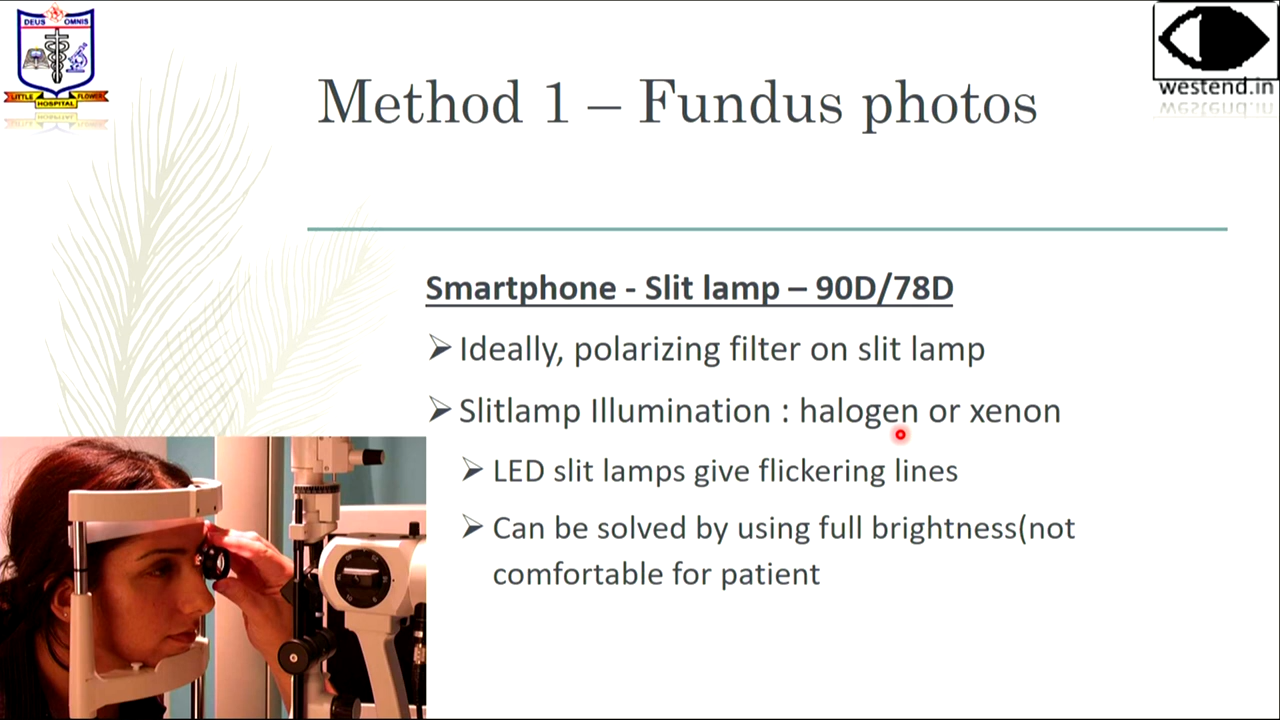 DEUS OMNIS
LITTLE FLOWER
HOSPITAL
westend.in
Method 1 – Fundus photos
Smartphone - Slit lamp – 90D/78D
➢ Ideally, polarizing filter on slit lamp
➢ Slitlamp Illumination : halogen or xenon
➢ LED slit lamps give flickering lines
➢ Can be solved by using full brightness(not
comfortable for patient